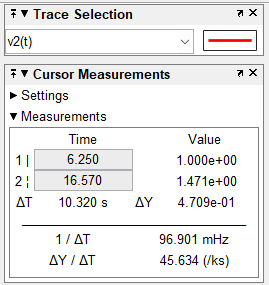 Trace Selection
v2(t)
Cursor Measurements
Settings
Measurements
Time Value
1 | 6.250 1.000e+00
2 ¦ 16.570 1.471e+00
ΔT 10.320 s ΔY 4.709e-01
1 / ΔT 96.901 mHz
ΔY / ΔT 45.634 (/ks)